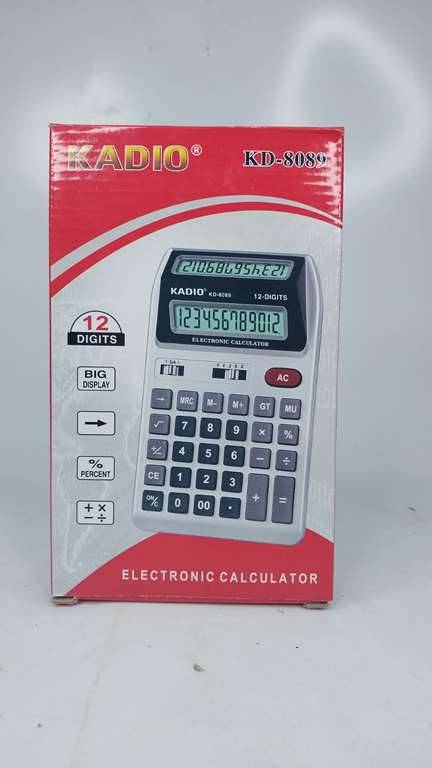 KADIO® KD-8089
KADIO® KD-8089 12-DIGITS
123456789012
ELECTRONIC CALCULATOR
12
DIGITS
BIG
DISPLAY
→
%
PERCENT
+ ×
− ÷
AC
→ MRC M− M+ GT MU
√ 7 8 9 × %
+/− 4 5 6 − ÷
CE 1 2 3 + =
ON/C 0 00 •
ELECTRONIC CALCULATOR